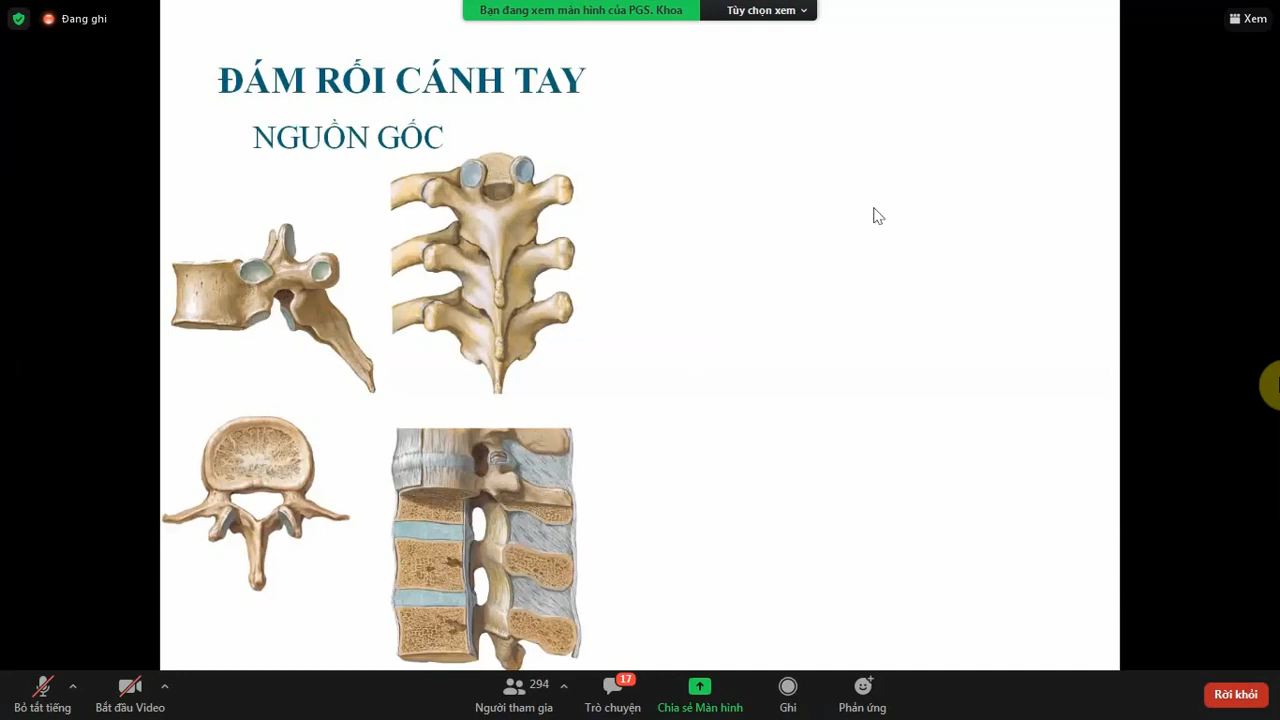 Đang ghi
Bạn đang xem màn hình của PGS. Khoa
Tùy chọn xem
Xem
ĐÁM RỐI CÁNH TAY
NGUỒN GỐC
Bỏ tắt tiếng
Bắt đầu Video
294
Người tham gia
17
Trò chuyện
Chia sẻ Màn hình
Ghi
Phản ứng
Rời khỏi